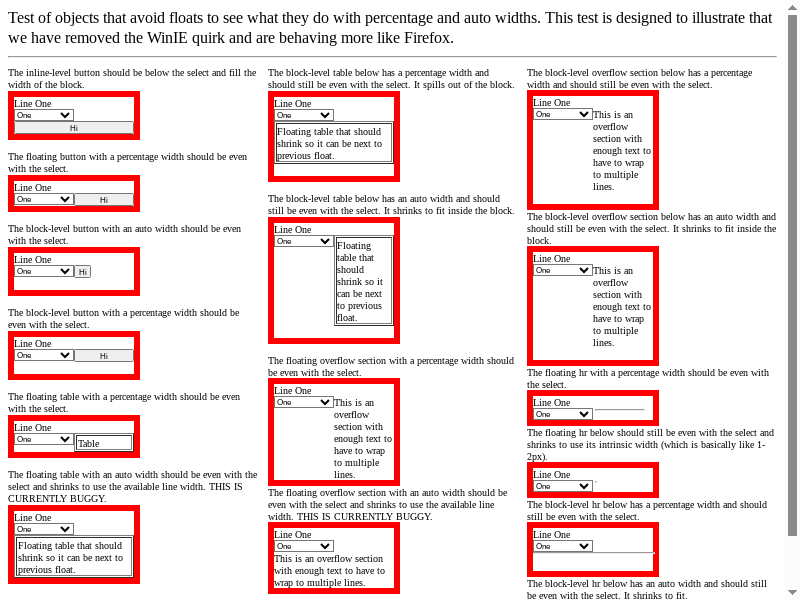 Test of objects that avoid floats to see what they do with percentage and auto widths. This test is designed to illustrate that
we have removed the WinIE quirk and are behaving more like Firefox.
The inline-level button should be below the select and fill the
width of the block.
Line One
One
Hi
The floating button with a percentage width should be even
with the select.
Line One
One
Hi
The block-level button with an auto width should be even
with the select.
Line One
One
Hi
The block-level button with a percentage width should be
even with the select.
Line One
One
Hi
The floating table with a percentage width should be even
with the select.
Line One
One
Table
The floating table with an auto width should be even with the
select and shrinks to use the available line width. THIS IS
CURRENTLY BUGGY.
Line One
One
Floating table that should
shrink so it can be next to
previous float.
The block-level table below has a percentage width and
should still be even with the select. It spills out of the block.
Line One
One
Floating table that should
shrink so it can be next to
previous float.
The block-level table below has an auto width and should
still be even with the select. It shrinks to fit inside the block.
Line One
One
Floating
table that
should
shrink so it
can be next
to previous
float.
The floating overflow section with a percentage width should
be even with the select.
Line One
One
This is an
overflow
section with
enough text to
have to wrap
to multiple
lines.
The floating overflow section with an auto width should be
even with the select and shrinks to use the available line
width. THIS IS CURRENTLY BUGGY.
Line One
One
This is an overflow section
with enough text to have to
wrap to multiple lines.
The block-level overflow section below has a percentage
width and should still be even with the select.
Line One
One
This is an
overflow
section with
enough text to
have to wrap
to multiple
lines.
The block-level overflow section below has an auto width and
should still be even with the select. It shrinks to fit inside the
block.
Line One
One
This is an
overflow
section with
enough text to
have to wrap
to multiple
lines.
The floating hr with a percentage width should be even with
the select.
Line One
One
The floating hr below should still be even with the select and
shrinks to use its intrinsic width (which is basically like 1-
2px).
Line One
One
The block-level hr below has a percentage width and should
still be even with the select.
Line One
One
The block-level hr below has an auto width and should still
be even with the select. It shrinks to fit.